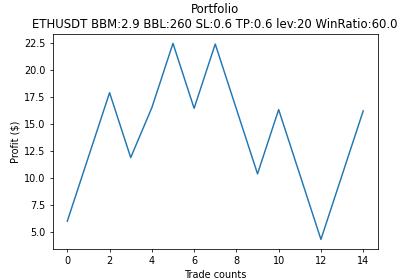 Portfolio
ETHUSDT BBM:2.9 BBL:260 SL:0.6 TP:0.6 lev:20 WinRatio:60.0
22.5
20.0
17.5
15.0
12.5
10.0
7.5
5.0
Profit ($)
0 2 4 6 8 10 12 14
Trade counts